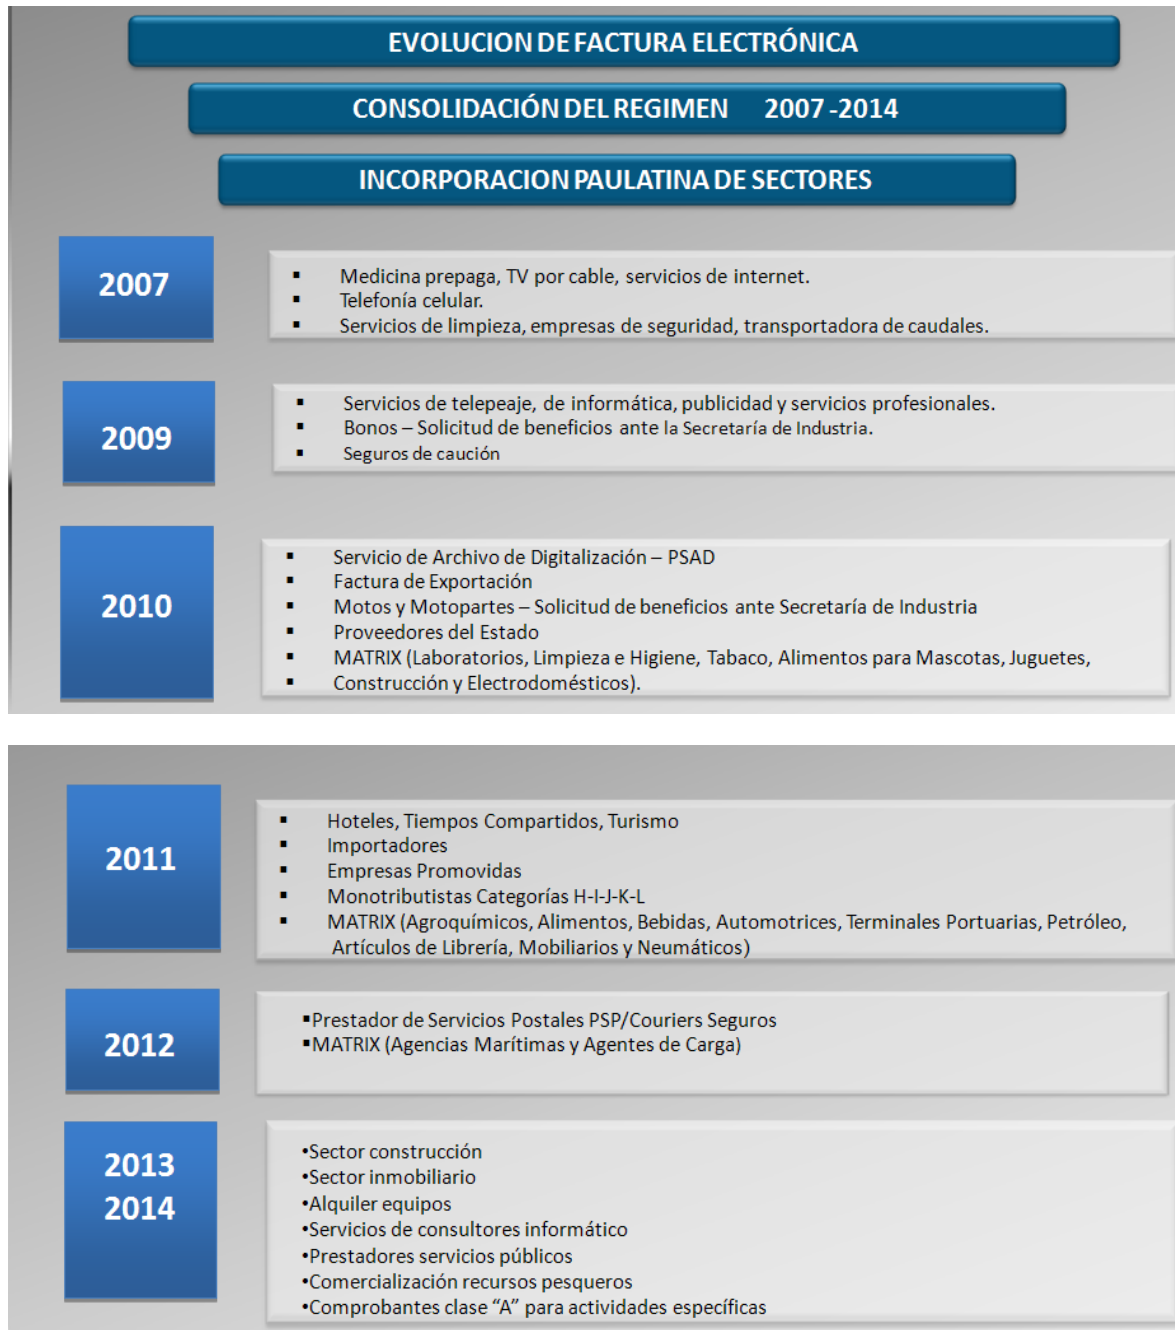 EVOLUCION DE FACTURA ELECTRÓNICA
CONSOLIDACIÓN DEL REGIMEN 2007 -2014
INCORPORACION PAULATINA DE SECTORES
2007
▪ Medicina prepaga, TV por cable, servicios de internet.
▪ Telefonía celular.
▪ Servicios de limpieza, empresas de seguridad, transportadora de caudales.
2009
▪ Servicios de telepeaje, de informática, publicidad y servicios profesionales.
▪ Bonos – Solicitud de beneficios ante la Secretaría de Industria.
▪ Seguros de caución
2010
▪ Servicio de Archivo de Digitalización – PSAD
▪ Factura de Exportación
▪ Motos y Motopartes – Solicitud de beneficios ante Secretaría de Industria
▪ Proveedores del Estado
▪ MATRIX (Laboratorios, Limpieza e Higiene, Tabaco, Alimentos para Mascotas, Juguetes,
▪ Construcción y Electrodomésticos).
2011
▪ Hoteles, Tiempos Compartidos, Turismo
▪ Importadores
▪ Empresas Promovidas
▪ Monotributistas Categorías H-I-J-K-L
▪ MATRIX (Agroquímicos, Alimentos, Bebidas, Automotrices, Terminales Portuarias, Petróleo,
Artículos de Librería, Mobiliarios y Neumáticos)
2012
▪Prestador de Servicios Postales PSP/Couriers Seguros
▪MATRIX (Agencias Marítimas y Agentes de Carga)
2013
2014
•Sector construcción
•Sector inmobiliario
•Alquiler equipos
•Servicios de consultores informático
•Prestadores servicios públicos
•Comercialización recursos pesqueros
•Comprobantes clase “A” para actividades específicas